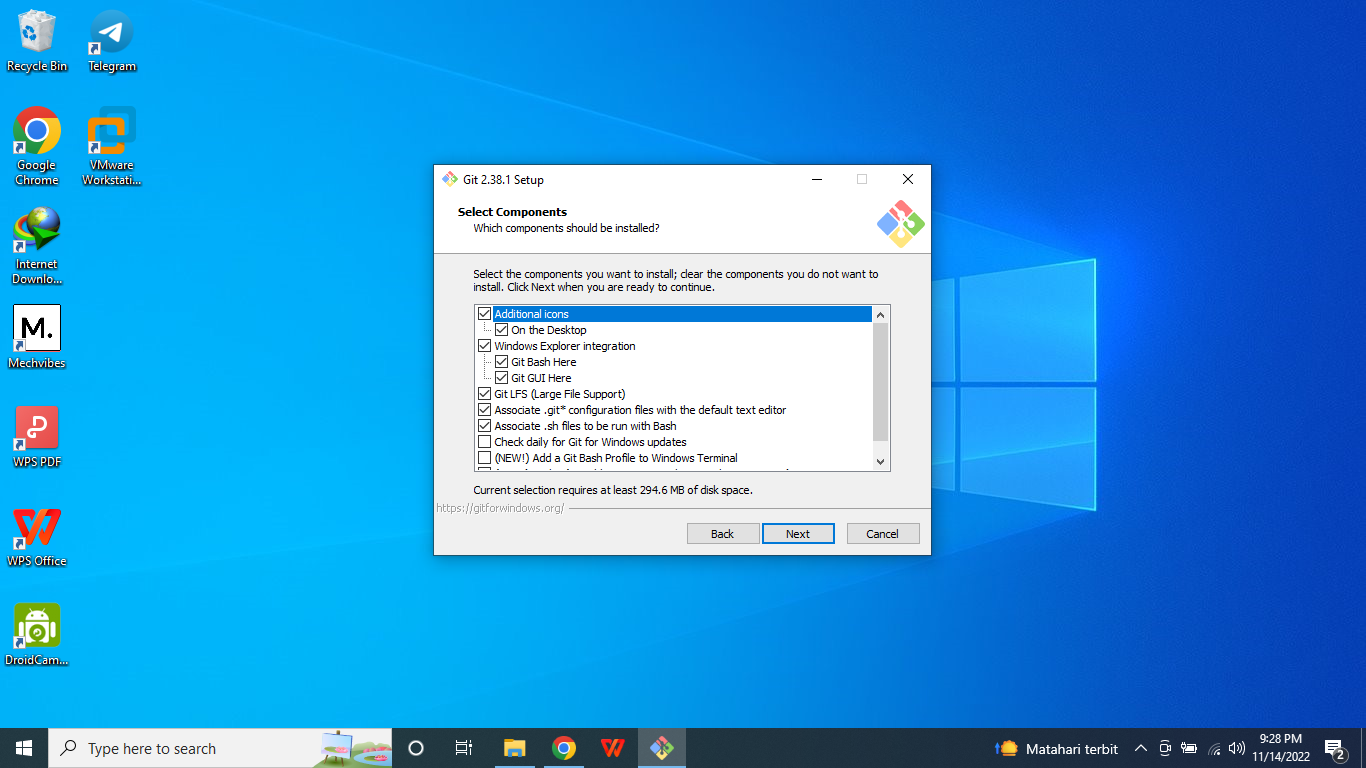 Recycle Bin
Telegram
Google
Chrome
VMware
Workstati...
Internet
Downlo...
M.
Mechvibes
WPS PDF
WPS Office
DroidCam...
Git 2.38.1 Setup
Select Components
Which components should be installed?
Select the components you want to install; clear the components you do not want to
install. Click Next when you are ready to continue.
Additional icons
On the Desktop
Windows Explorer integration
Git Bash Here
Git GUI Here
Git LFS (Large File Support)
Associate .git* configuration files with the default text editor
Associate .sh files to be run with Bash
Check daily for Git for Windows updates
(NEW!) Add a Git Bash Profile to Windows Terminal
Current selection requires at least 294.6 MB of disk space.
https://gitforwindows.org/
Back
Next
Cancel
Type here to search
Matahari terbit
9:28 PM
11/14/2022
2